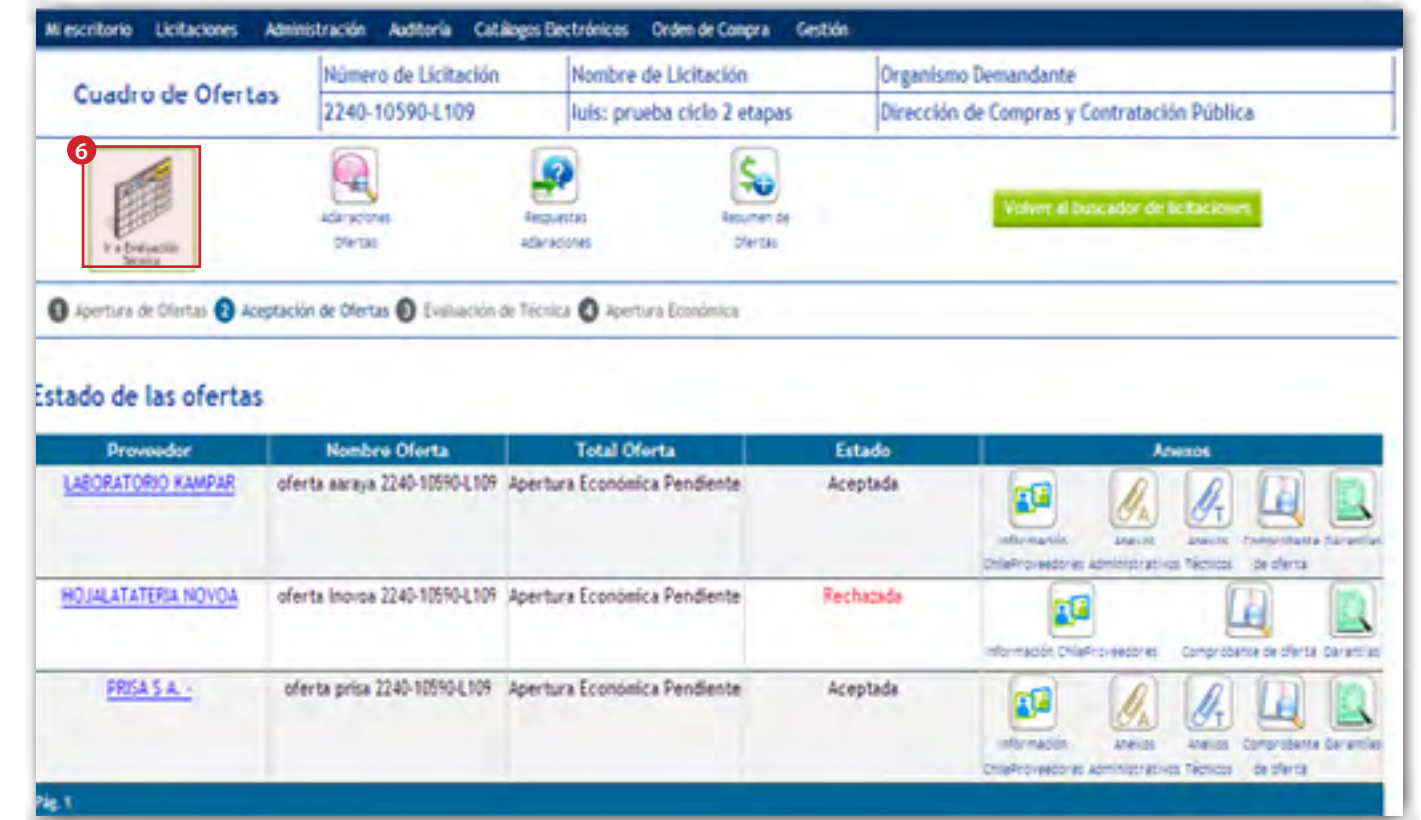 Mi escritorio Licitaciones Administración Auditoría Catálogos Electrónicos Orden de Compra Gestión
Cuadro de Ofertas
Número de Licitación Nombre de Licitación Organismo Demandante
2240-10590-L109 luis: prueba ciclo 2 etapas Dirección de Compras y Contratación Pública
6
Ir a Evaluación
Técnica
Aclaraciones
Ofertas
Respuestas
aclaraciones
Resumen de
Ofertas
Volver al buscador de licitaciones
1 Apertura de Ofertas 2 Aceptación de Ofertas 3 Evaluación de Técnica 4 Apertura Económica
Estado de las ofertas
Proveedor Nombre Oferta Total Oferta Estado Anexos
LABORATORIO KAMPAR oferta aaraya 2240-10590-L109 Apertura Económica Pendiente Aceptada
Información Anexos Anexos Comprobante Garantías
ChileProveedores Administrativos Técnicos de oferta
HOJALATATERIA NOVOA oferta lnovoa 2240-10590-L109 Apertura Económica Pendiente Rechazada
Información ChileProveedores Comprobante de oferta Garantías
PRISA S.A. - oferta prisa 2240-10590-L109 Apertura Económica Pendiente Aceptada
Información Anexos Anexos Comprobante Garantías
ChileProveedores Administrativos Técnicos de oferta
Pág. 1